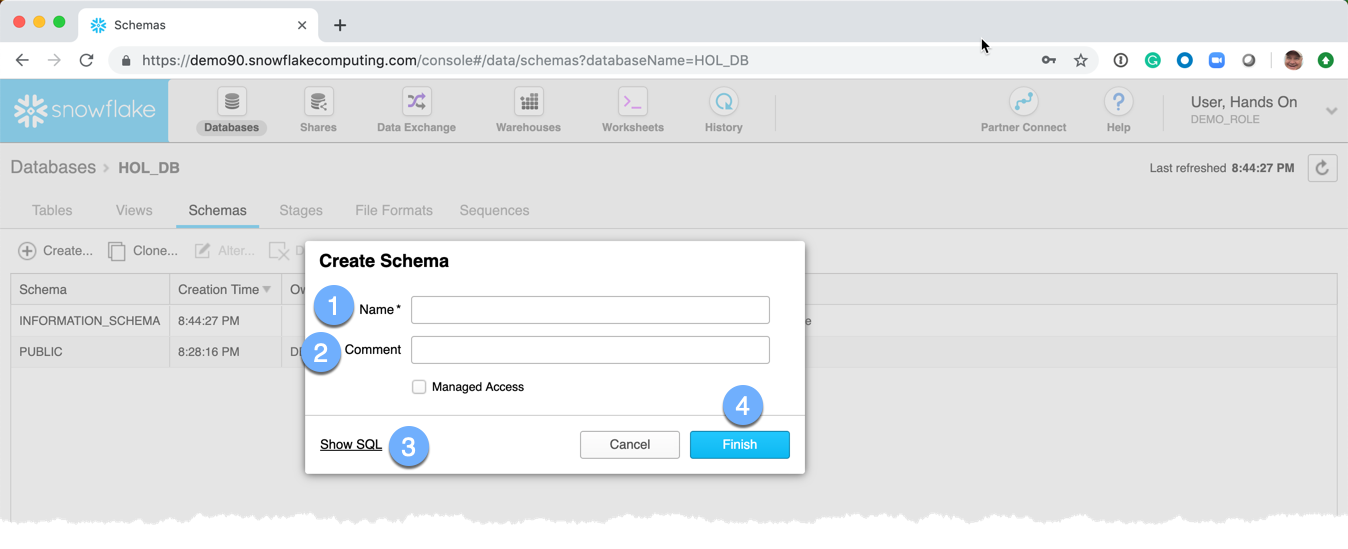 Schemas
https://demo90.snowflakecomputing.com/console#/data/schemas?databaseName=HOL_DB
snowflake
Databases Shares Data Exchange Warehouses Worksheets History Partner Connect Help
User, Hands On
DEMO_ROLE
Databases > HOL_DB
Last refreshed 8:44:27 PM
Tables Views Schemas Stages File Formats Sequences
Create... Clone... Alter... D
Schema Creation Time Ow
INFORMATION_SCHEMA 8:44:27 PM e
PUBLIC 8:28:16 PM
Create Schema
1 Name *
2 Comment
Managed Access
4
Show SQL 3 Cancel Finish